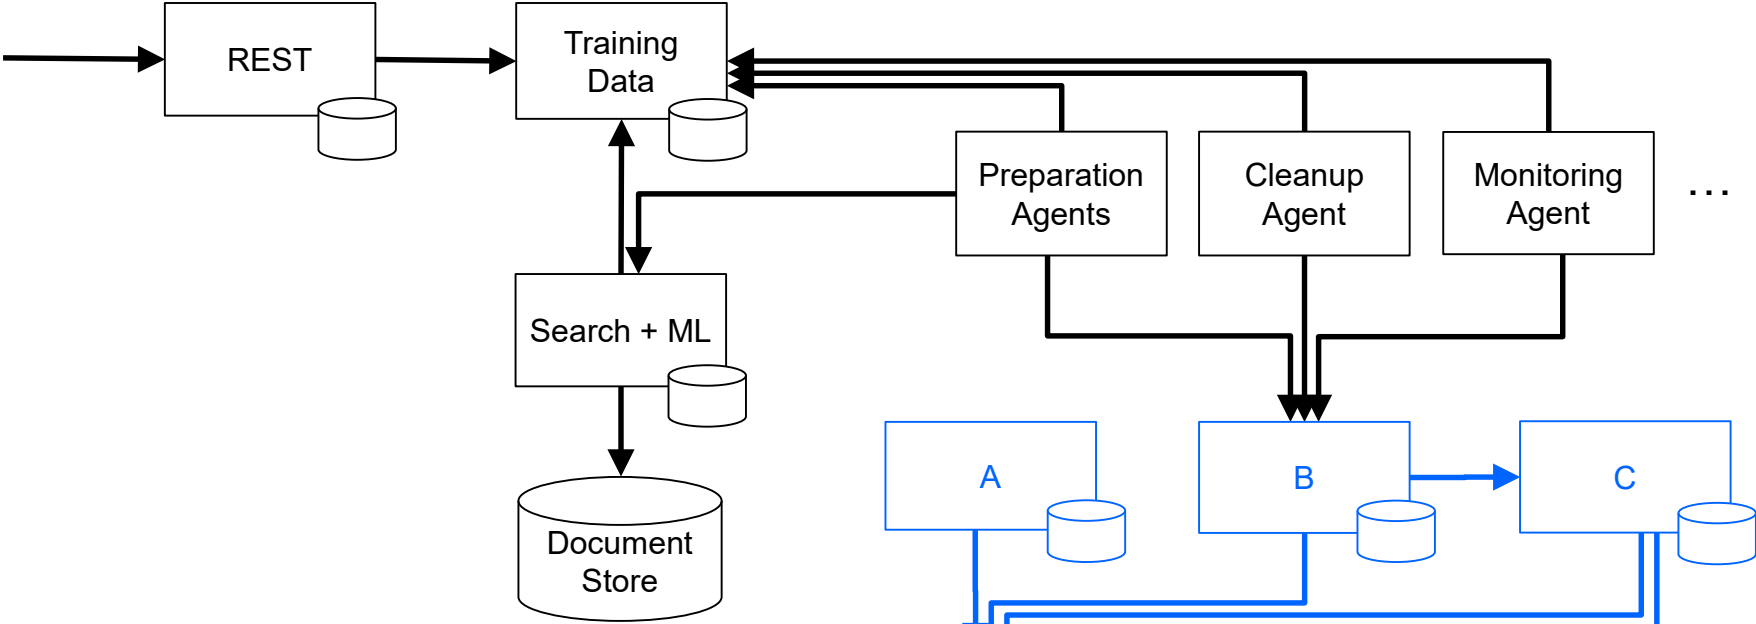 REST
Training
Data
Preparation
Agents
Cleanup
Agent
Monitoring
Agent
...
Search + ML
A
B
C
Document
Store